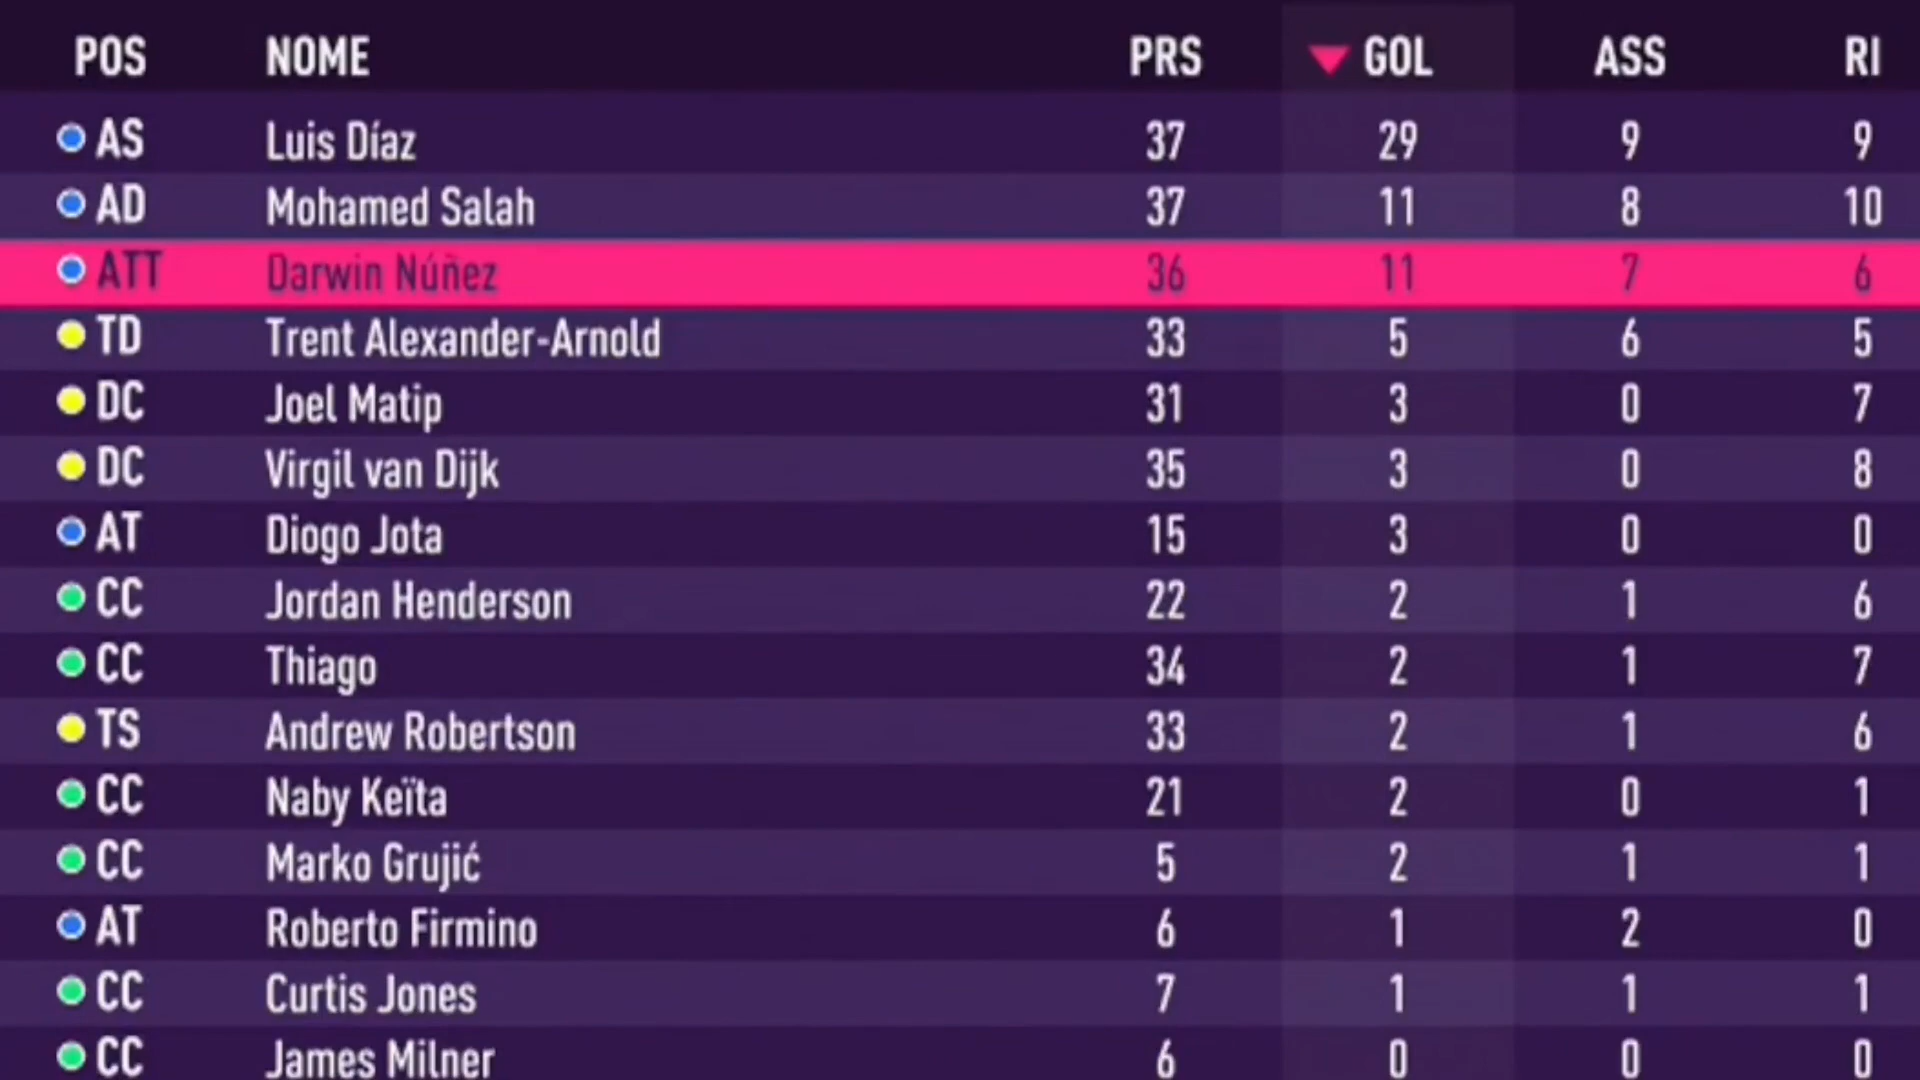 POS NOME PRS GOL ASS RI
AS Luis Díaz 37 29 9 9
AD Mohamed Salah 37 11 8 10
ATT Darwin Núñez 36 11 7 6
TD Trent Alexander-Arnold 33 5 6 5
DC Joel Matip 31 3 0 7
DC Virgil van Dijk 35 3 0 8
AT Diogo Jota 15 3 0 0
CC Jordan Henderson 22 2 1 6
CC Thiago 34 2 1 7
TS Andrew Robertson 33 2 1 6
CC Naby Keïta 21 2 0 1
CC Marko Grujić 5 2 1 1
AT Roberto Firmino 6 1 2 0
CC Curtis Jones 7 1 1 1
CC James Milner 6 0 0 0